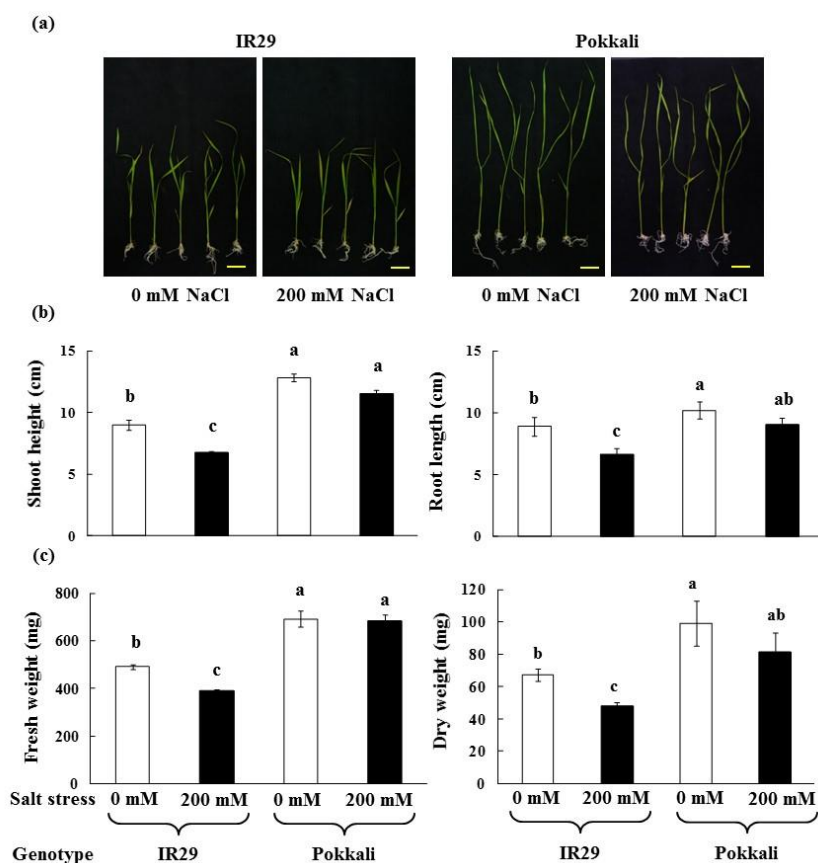 (a)
IR29 Pokkali
0 mM NaCl 200 mM NaCl 0 mM NaCl 200 mM NaCl
(b)
15 15
Shoot height (cm) Root length (cm)
10 10
5 5
0 0
b c a a
b c a ab
(c)
Fresh weight (mg) Dry weight (mg)
800
600
400
200
0
b c a a
120
100
80
60
40
20
0
b c a ab
Salt stress 0 mM 200 mM 0 mM 200 mM 0 mM 200 mM 0 mM 200 mM
Genotype IR29 Pokkali IR29 Pokkali